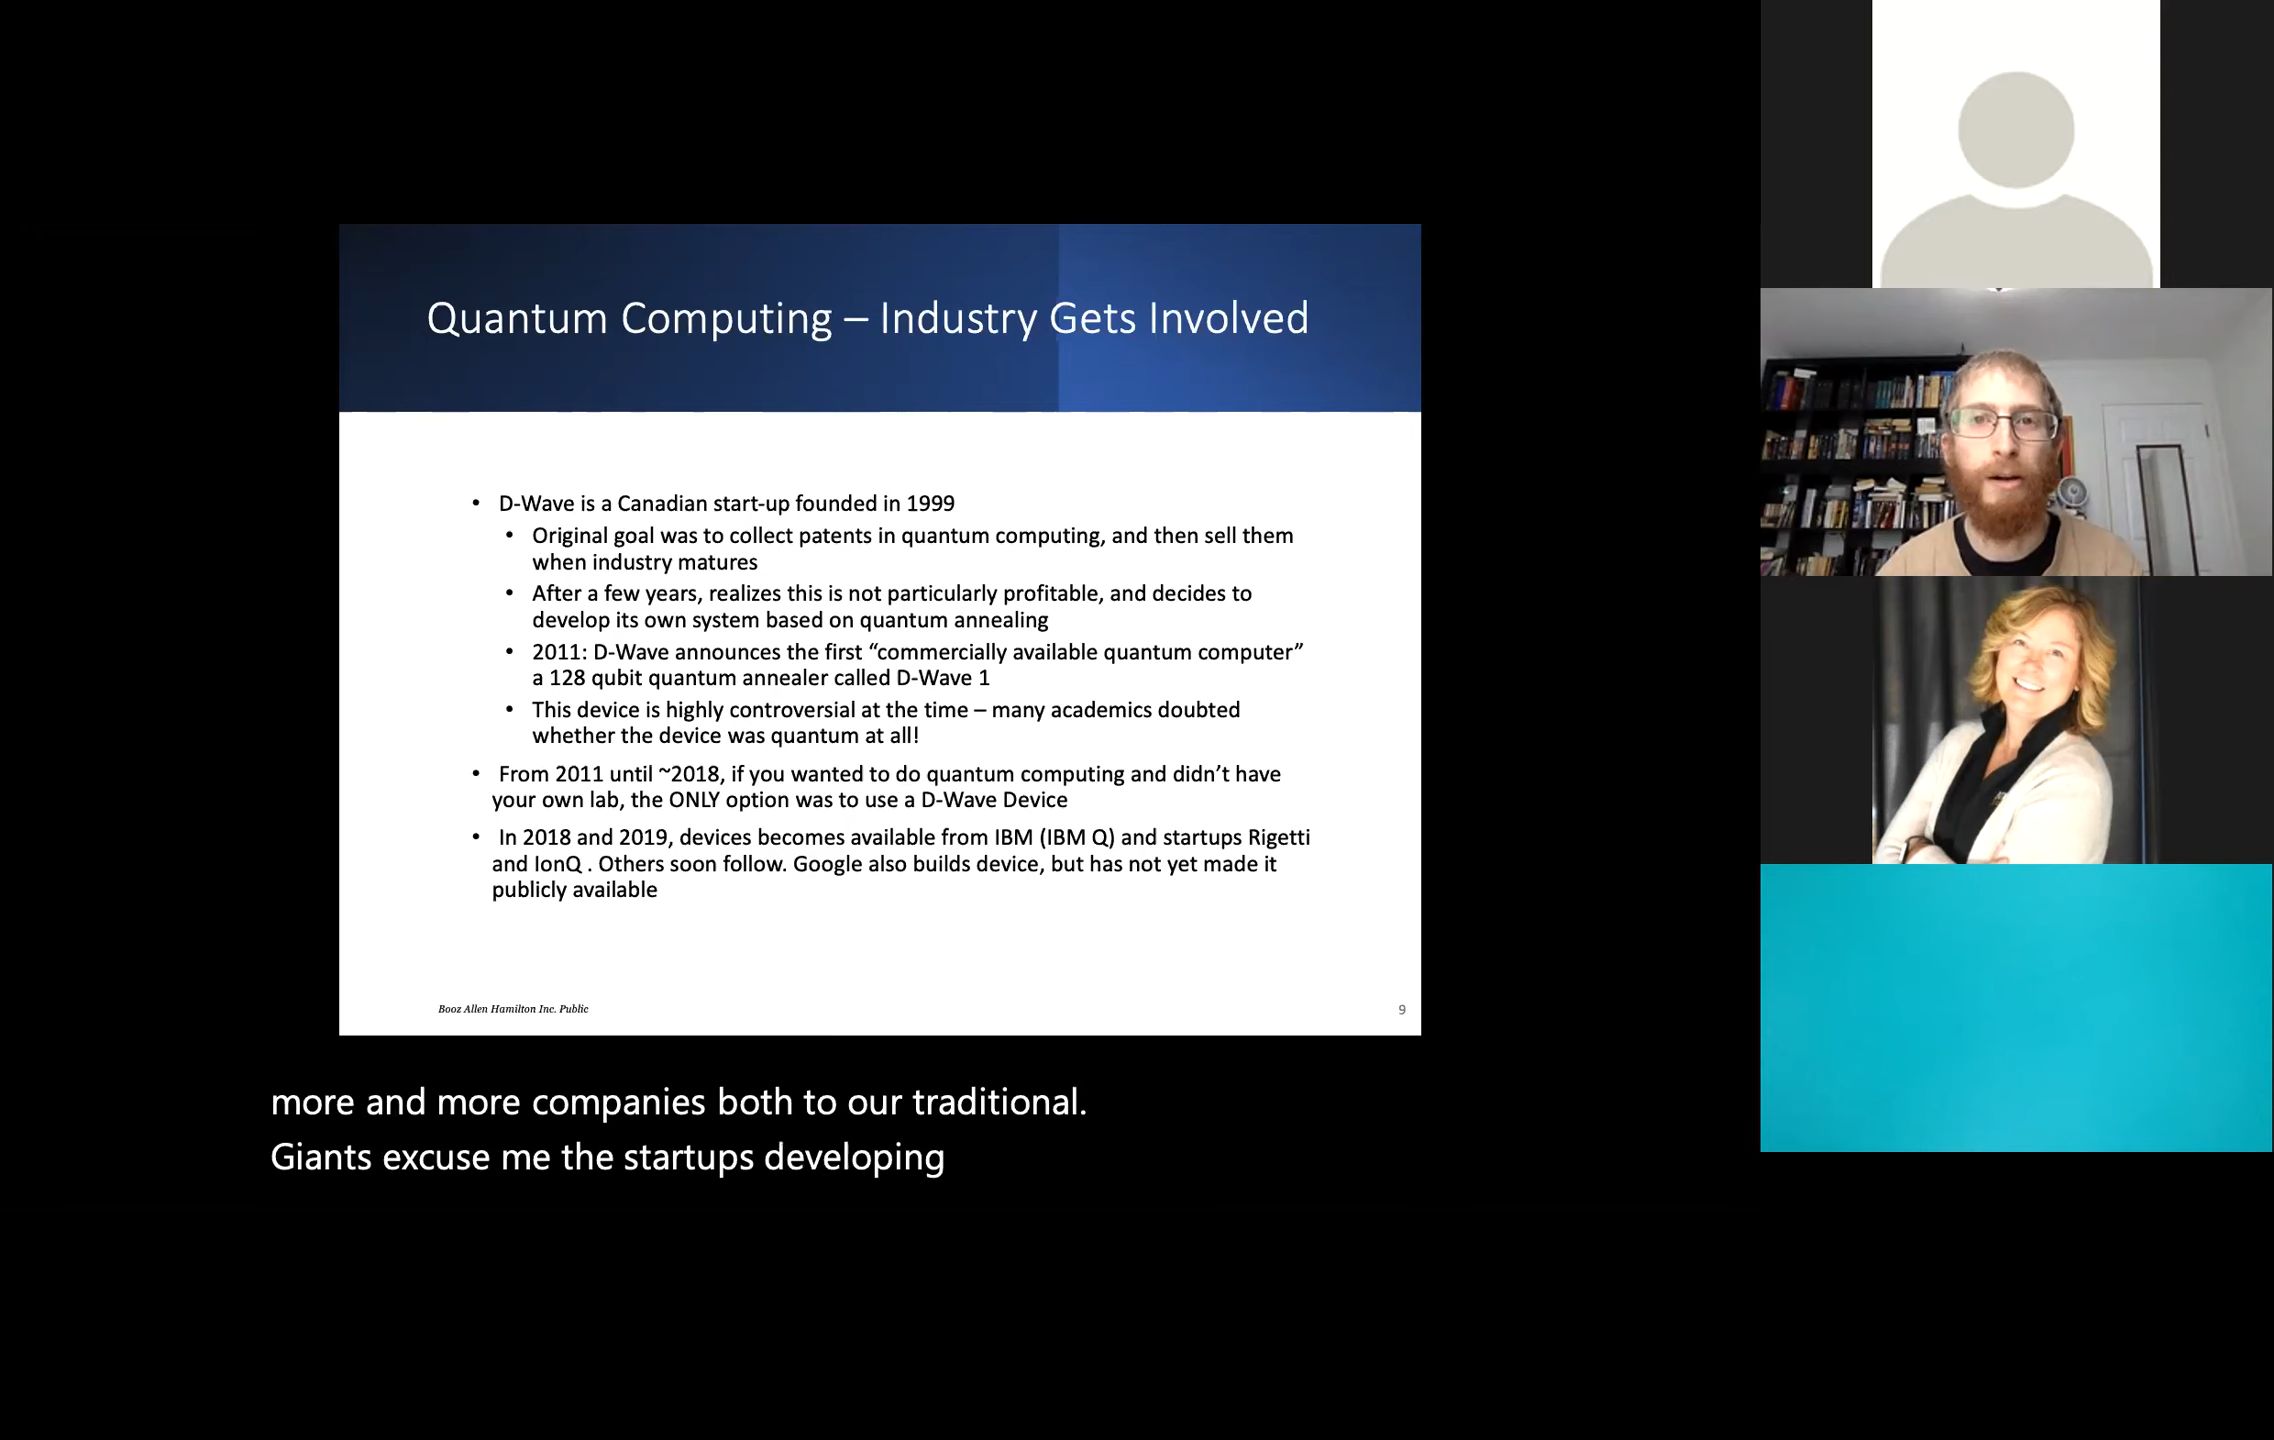 Quantum Computing – Industry Gets Involved
• D-Wave is a Canadian start-up founded in 1999
• Original goal was to collect patents in quantum computing, and then sell them
when industry matures
• After a few years, realizes this is not particularly profitable, and decides to
develop its own system based on quantum annealing
• 2011: D-Wave announces the first “commercially available quantum computer”
a 128 qubit quantum annealer called D-Wave 1
• This device is highly controversial at the time – many academics doubted
whether the device was quantum at all!
• From 2011 until ~2018, if you wanted to do quantum computing and didn’t have
your own lab, the ONLY option was to use a D-Wave Device
• In 2018 and 2019, devices becomes available from IBM (IBM Q) and startups Rigetti
and IonQ . Others soon follow. Google also builds device, but has not yet made it
publicly available
Booz Allen Hamilton Inc. Public
9
more and more companies both to our traditional.
Giants excuse me the startups developing